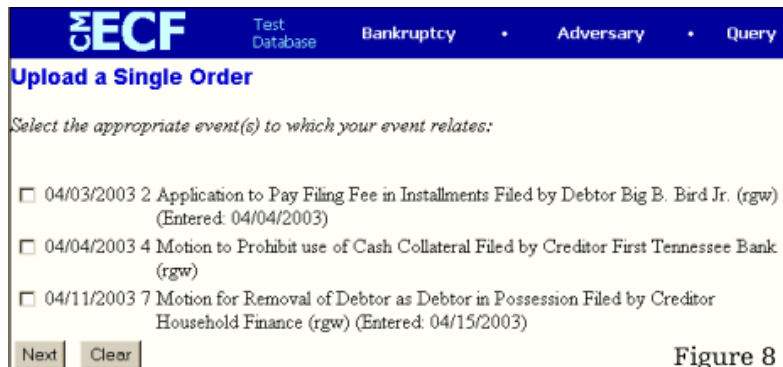 CM ECF Test Database Bankruptcy • Adversary • Query
Upload a Single Order
Select the appropriate event(s) to which your event relates:
04/03/2003 2 Application to Pay Filing Fee in Installments Filed by Debtor Big B. Bird Jr. (rgw)
(Entered: 04/04/2003)
04/04/2003 4 Motion to Prohibit use of Cash Collateral Filed by Creditor First Tennessee Bank
(rgw)
04/11/2003 7 Motion for Removal of Debtor as Debtor in Possession Filed by Creditor
Household Finance (rgw) (Entered: 04/15/2003)
Next Clear Figure 8